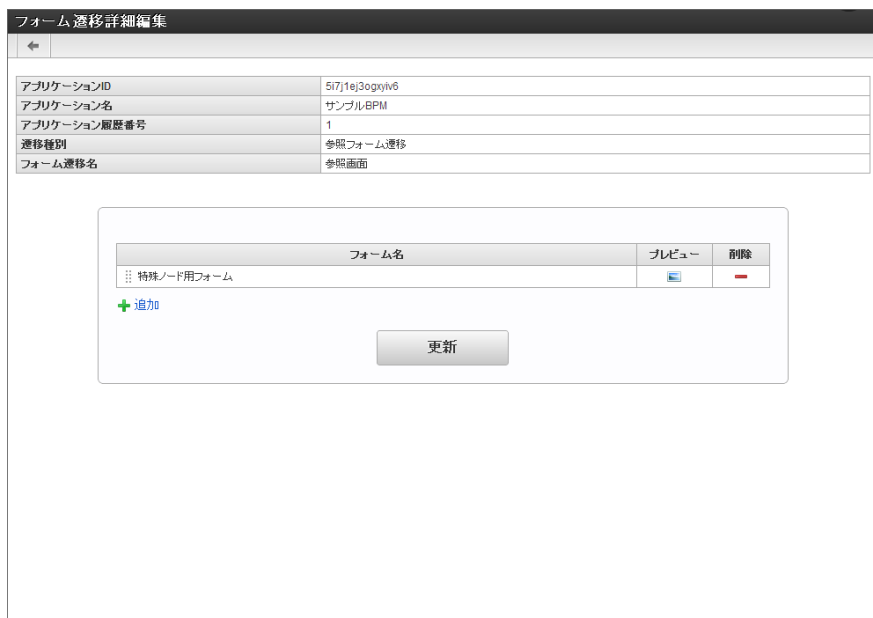 フォーム遷移詳細編集
アプリケーションID 5i7j1ej3ogxyiv6
アプリケーション名 サンプルBPM
アプリケーション履歴番号 1
遷移種別 参照フォーム遷移
フォーム遷移名 参照画面
フォーム名 プレビュー 削除
特殊ノード用フォーム
追加
更新